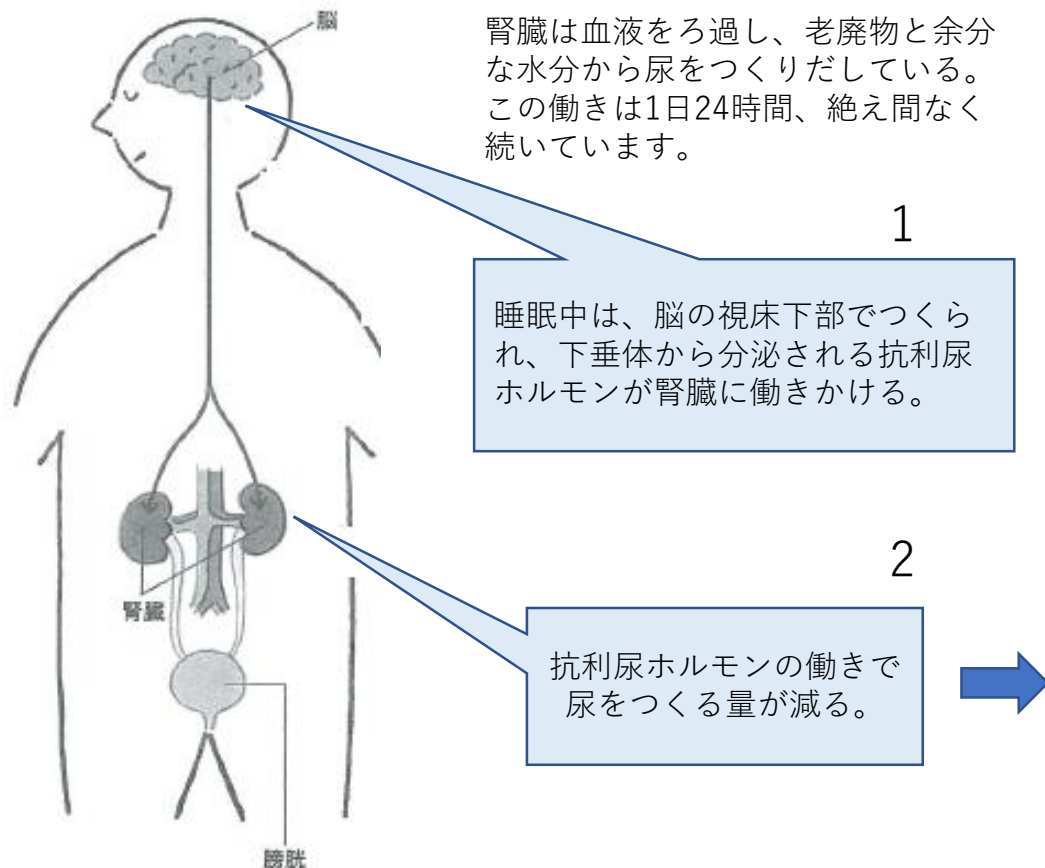 脳
腎臓は血液をろ過し、老廃物と余分
な水分から尿をつくりだしている。
この働きは1日24時間、絶え間なく
続いています。
1
睡眠中は、脳の視床下部でつくら
れ、下垂体から分泌される抗利尿
ホルモンが腎臓に働きかける。
2
腎臓
抗利尿ホルモンの働きで
尿をつくる量が減る。
膀胱